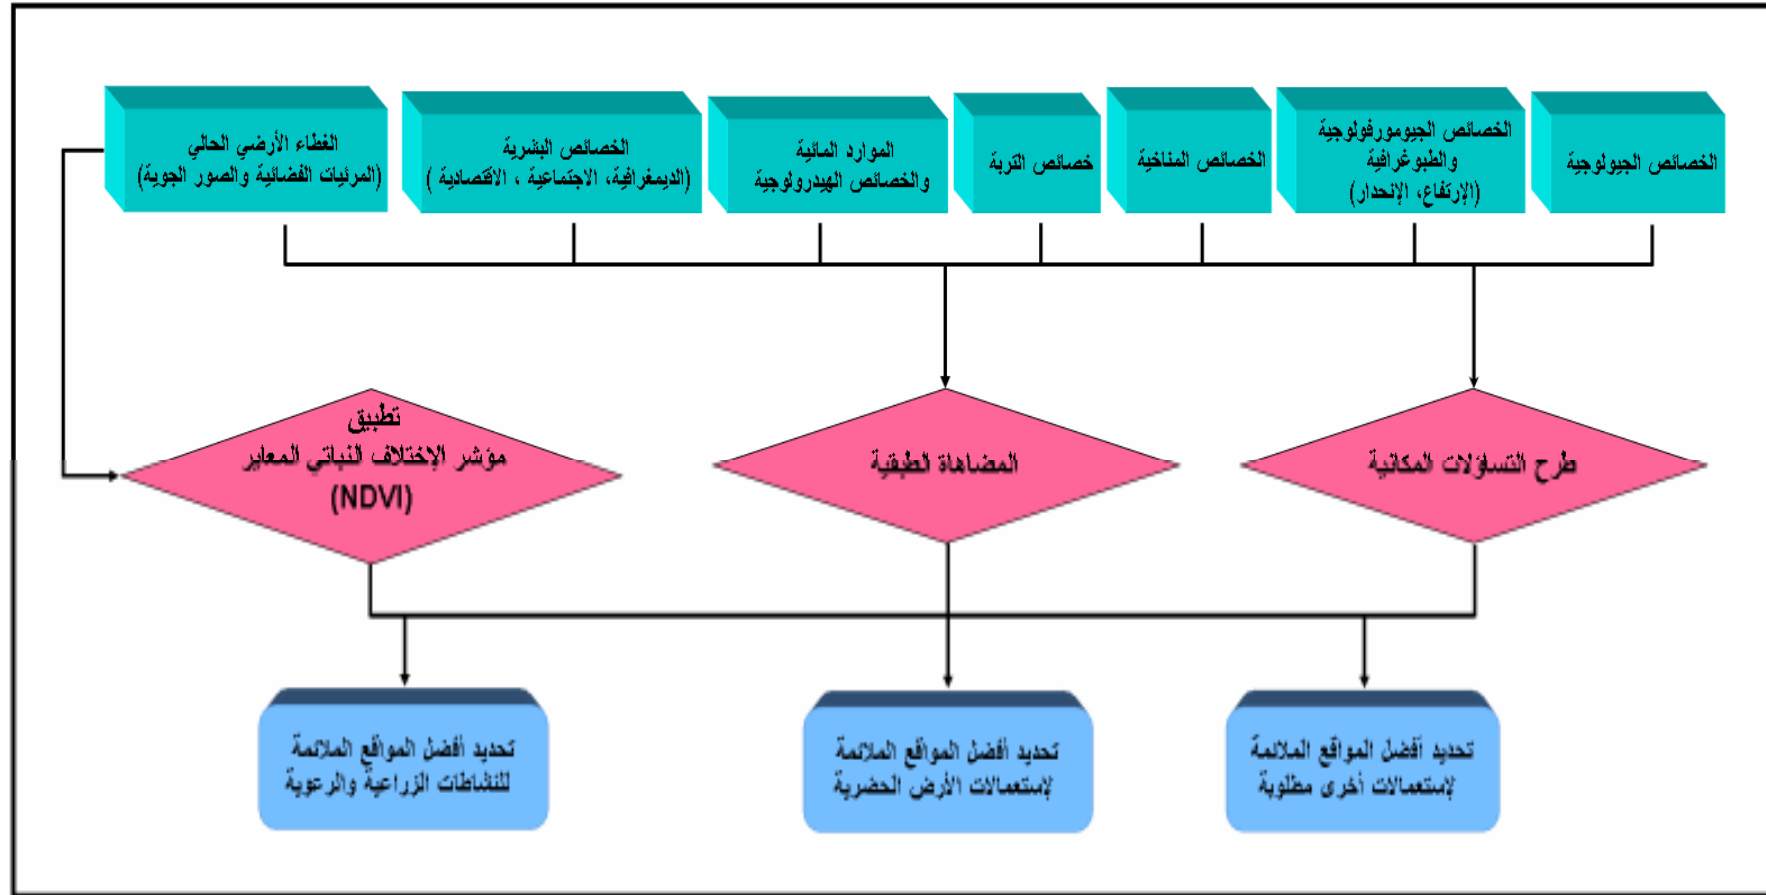 الخصائص الجيولوجية
الخصائص الجيومورفولوجية
والطبوغرافية
(الإرتفاع، الإنحدار)
الخصائص المناخية
خصائص التربة
الموارد المائية
والخصائص الهيدرولوجية
الخصائص البشرية
(الديمغرافية، الاجتماعية ، الاقتصادية )
الغطاء الأرضي الحالي
(المرئيات الفضائية والصور الجوية)
طرح التساؤلات المكانية
المضاهاة الطبقية
تطبيق
مؤشر الإختلاف النباتي المعاير
(NDVI)
تحديد أفضل المواقع الملائمة
لإستعمالات أخرى مطلوبة
تحديد أفضل المواقع الملائمة
لإستعمالات الأرض الحضرية
تحديد أفضل المواقع الملائمة
للنشاطات الزراعية والرعوية